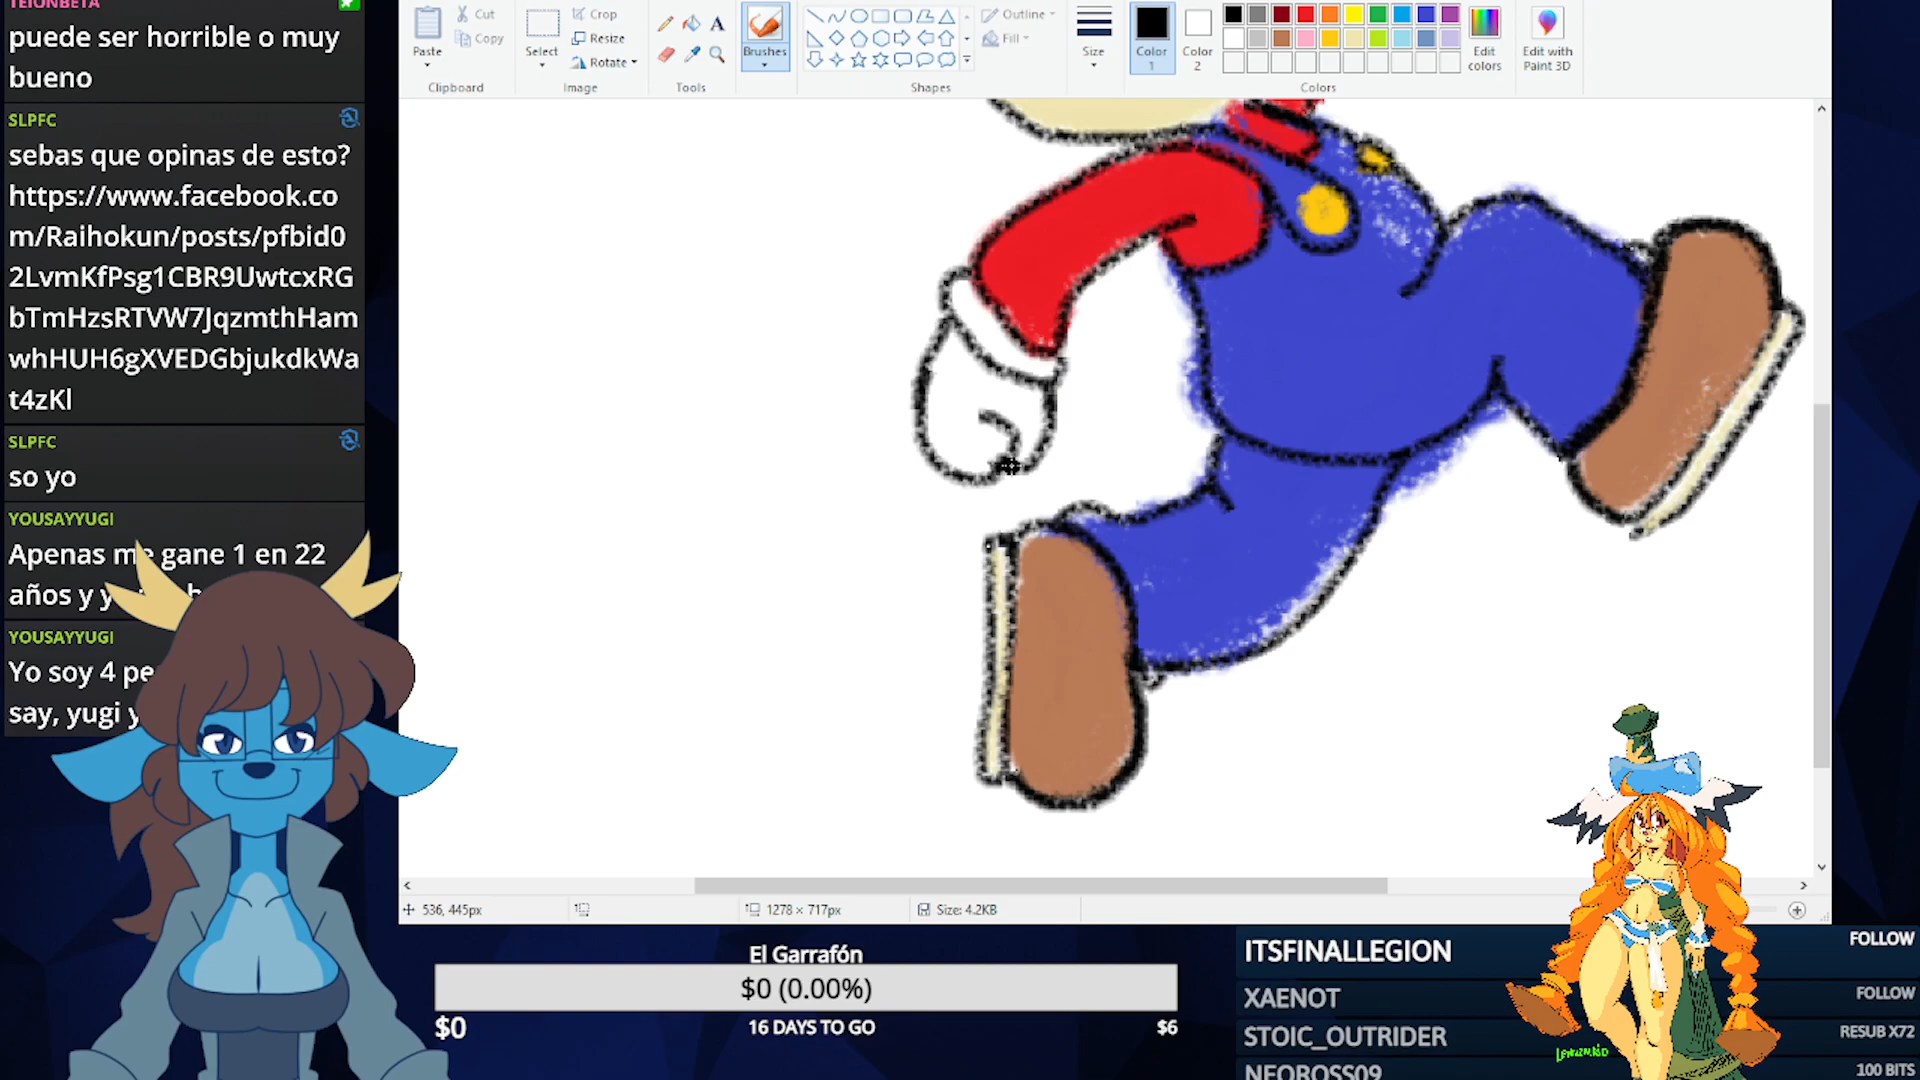 TEIONBETA
puede ser horrible o muy
bueno
SLPFC
sebas que opinas de esto?
https://www.facebook.co
m/Raihokun/posts/pfbid0
2LvmKfPsg1CBR9UwtcxRG
bTmHzsRTVW7JqzmthHam
whHUH6gXVEDGbjukdkWa
t4zKl
SLPFC
so yo
YOUSAYYUGI
Apenas me gane 1 en 22
años y y
YOUSAYYUGI
Yo soy 4 pe
say, yugi y
Paste
Cut
Copy
Clipboard
Select
Crop
Resize
Rotate
Image
A
Tools
Brushes
Outline
Fill
Shapes
Size
Color
1
Color
2
Edit
colors
Colors
Edit with
Paint 3D
536, 445px
1278 × 717px
Size: 4.2KB
El Garrafón
$0 (0.00%)
$0
16 DAYS TO GO
$6
ITSFINALLEGION FOLLOW
XAENOT FOLLOW
STOIC_OUTRIDER RESUB X72
NEOROSS09 100 BITS